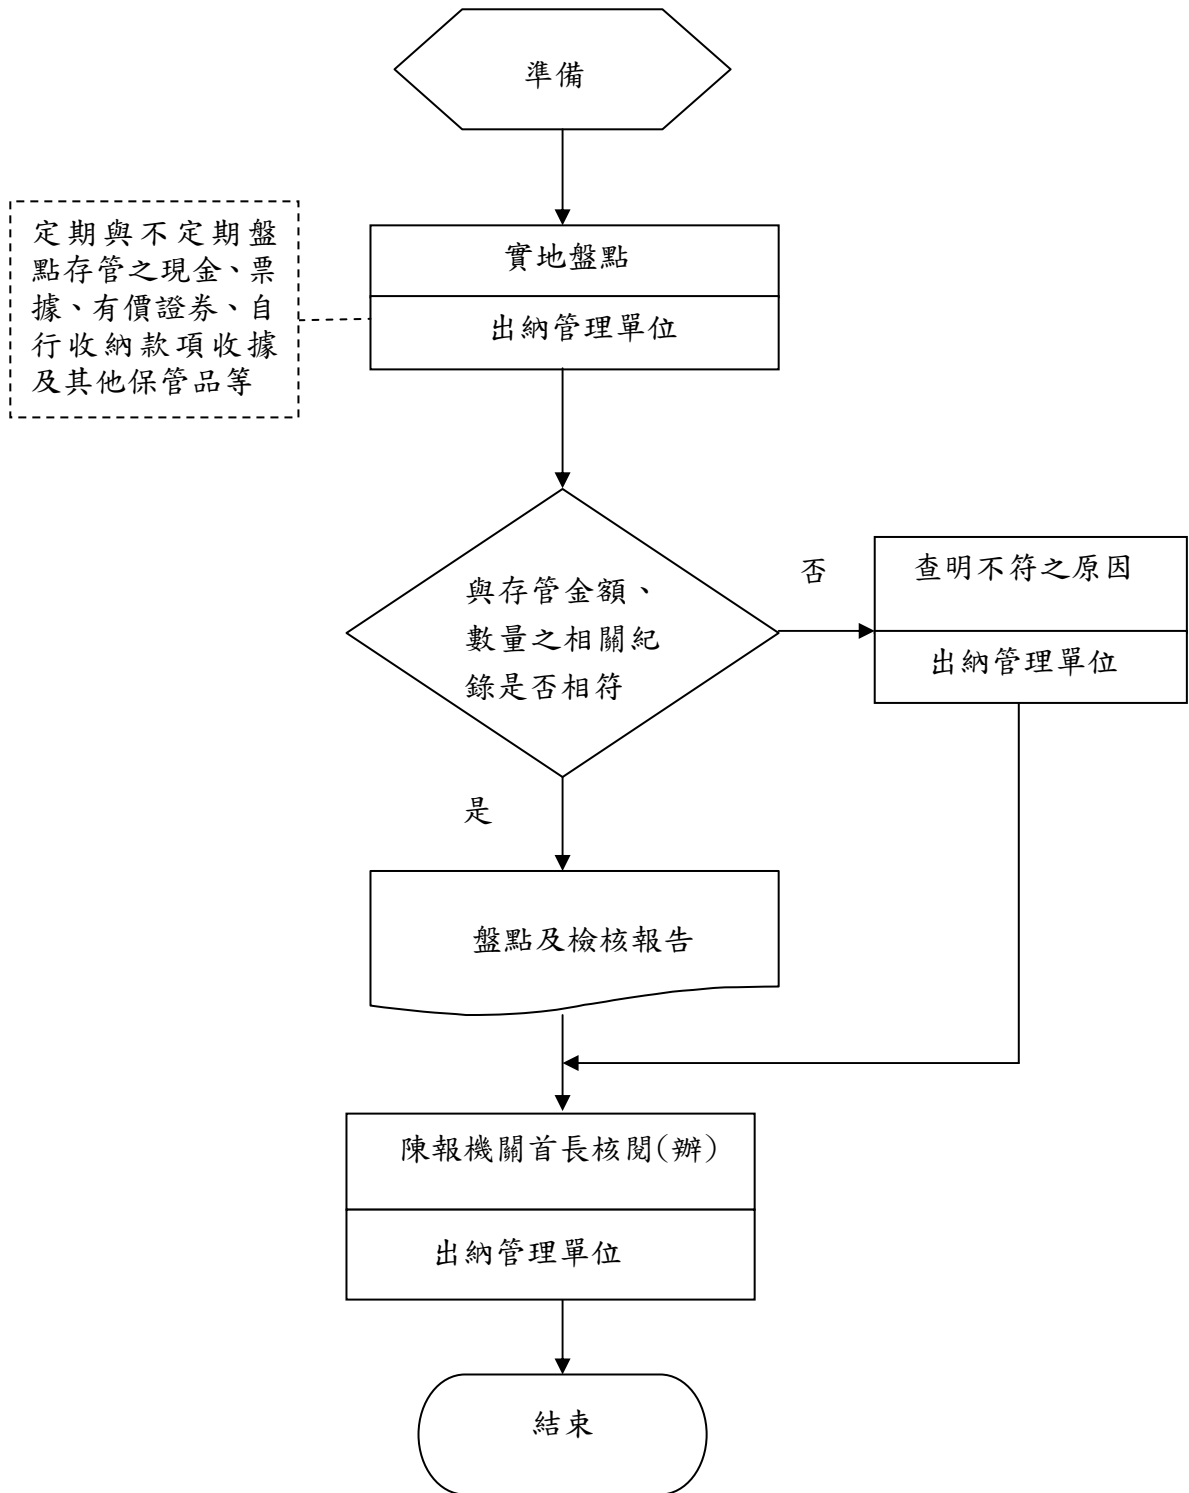 準備
定期與不定期盤
點存管之現金、票
據、有價證券、自
行收納款項收據
及其他保管品等
實地盤點
出納管理單位
與存管金額、
數量之相關紀
錄是否相符
否
查明不符之原因
出納管理單位
是
盤點及檢核報告
陳報機關首長核閱(辦)
出納管理單位
結束